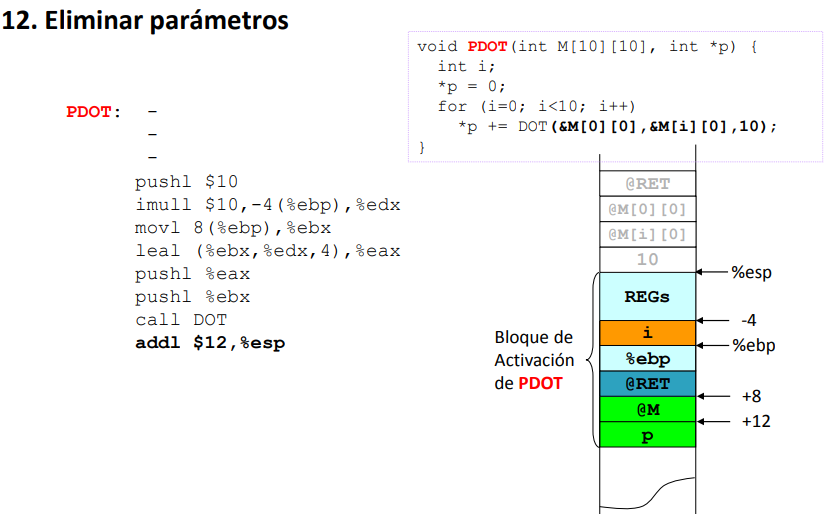 12. Eliminar parámetros
void PDOT(int M[10][10], int *p) {
int i;
*p = 0;
for (i=0; i<10; i++)
*p += DOT(&M[0][0],&M[i][0],10);
}
PDOT: -
-
-
pushl $10
imull $10,-4(%ebp),%edx
movl 8(%ebp),%ebx
leal (%ebx,%edx,4),%eax
pushl %eax
pushl %ebx
call DOT
addl $12,%esp
@RET
@M[0][0]
@M[i][0]
10
%esp
REGs
-4
i
%ebp
%ebp
@RET
+8
@M
+12
p
Bloque de
Activación
de PDOT